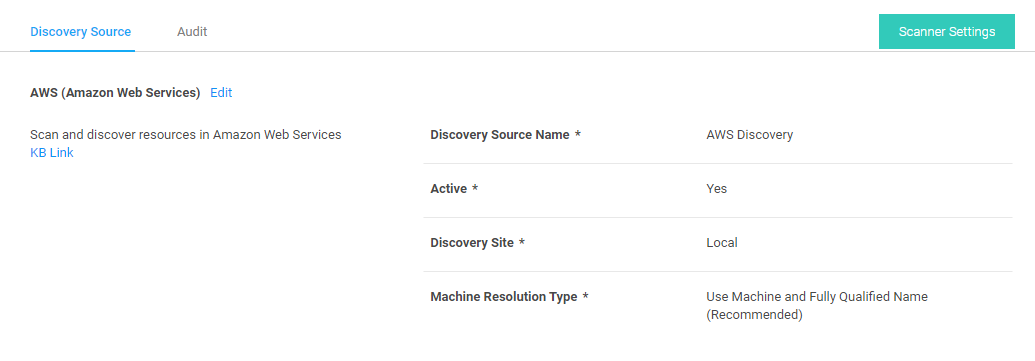 Discovery Source Audit Scanner Settings
AWS (Amazon Web Services) Edit
Scan and discover resources in Amazon Web Services
KB Link
Discovery Source Name * AWS Discovery
Active * Yes
Discovery Site * Local
Machine Resolution Type * Use Machine and Fully Qualified Name
(Recommended)